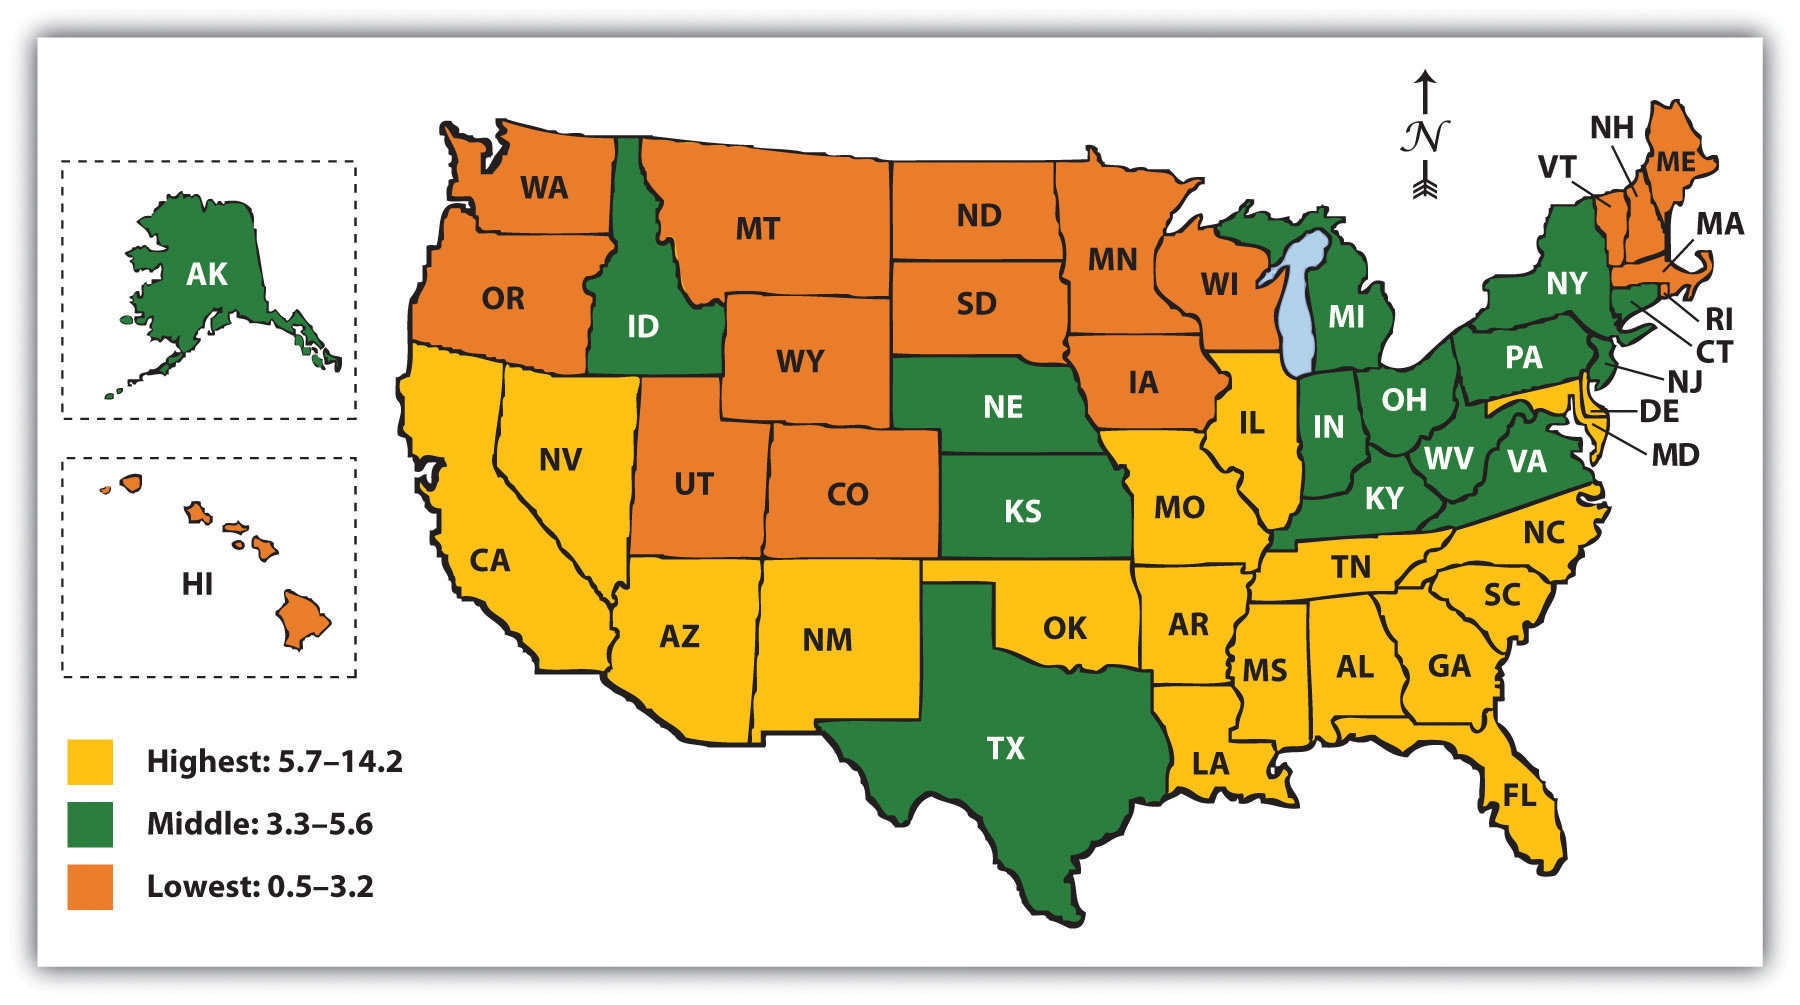 N
NH
ME
VT
WA
MT
ND
MA
MN
AK
WI
NY
OR
SD
ID
MI
RI
WY
PA
CT
IA
NJ
NE
OH
DE
IL
IN
NV
WV
VA
MD
UT
CO
KS
KY
MO
NC
CA
TN
HI
SC
AZ
NM
OK
AR
MS
AL
GA
TX
LA
FL
Highest: 5.7–14.2
Middle: 3.3–5.6
Lowest: 0.5–3.2